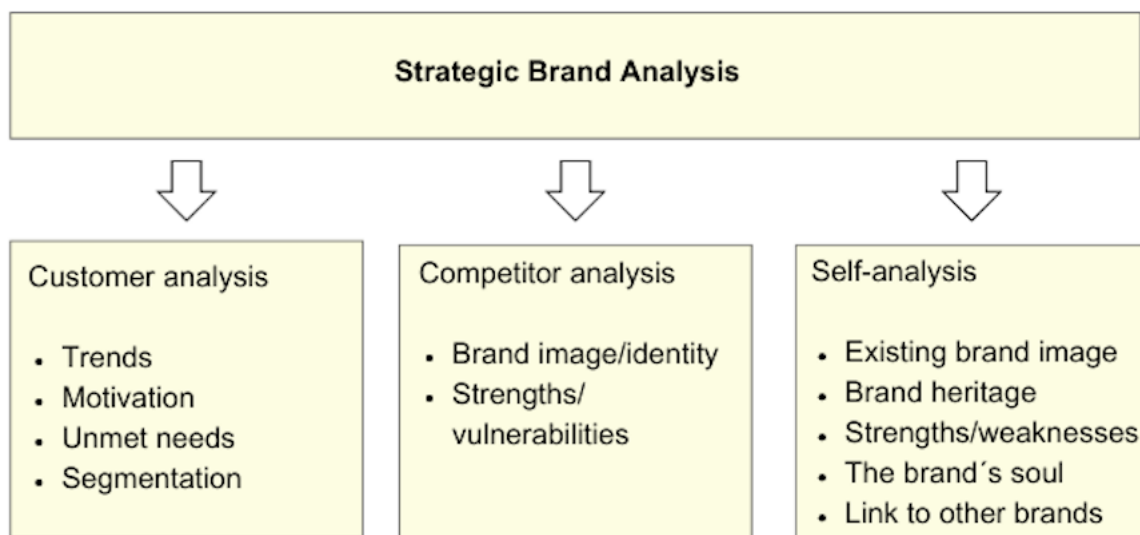 Strategic Brand Analysis
Customer analysis
• Trends
• Motivation
• Unmet needs
• Segmentation
Competitor analysis
• Brand image/identity
• Strengths/
vulnerabilities
Self-analysis
• Existing brand image
• Brand heritage
• Strengths/weaknesses
• The brand´s soul
• Link to other brands